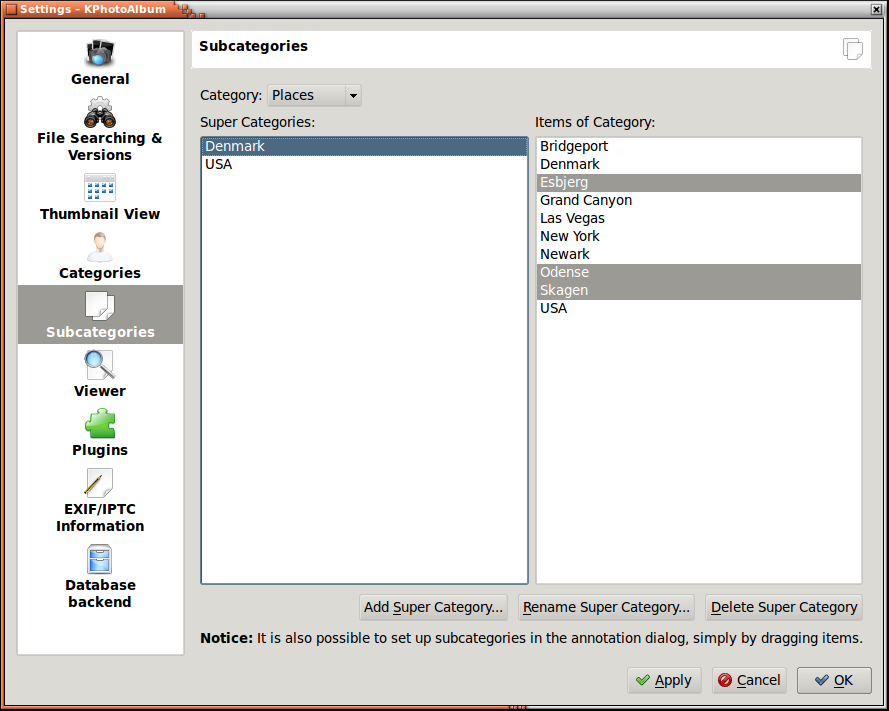 Settings – KPhotoAlbum
General
File Searching &
Versions
Thumbnail View
Categories
Subcategories
Viewer
Plugins
EXIF/IPTC
Information
Database
backend
Subcategories
Category: Places
Super Categories:
Denmark
USA
Items of Category:
Bridgeport
Denmark
Esbjerg
Grand Canyon
Las Vegas
New York
Newark
Odense
Skagen
USA
Add Super Category... Rename Super Category... Delete Super Category
Notice: It is also possible to set up subcategories in the annotation dialog, simply by dragging items.
Apply Cancel OK